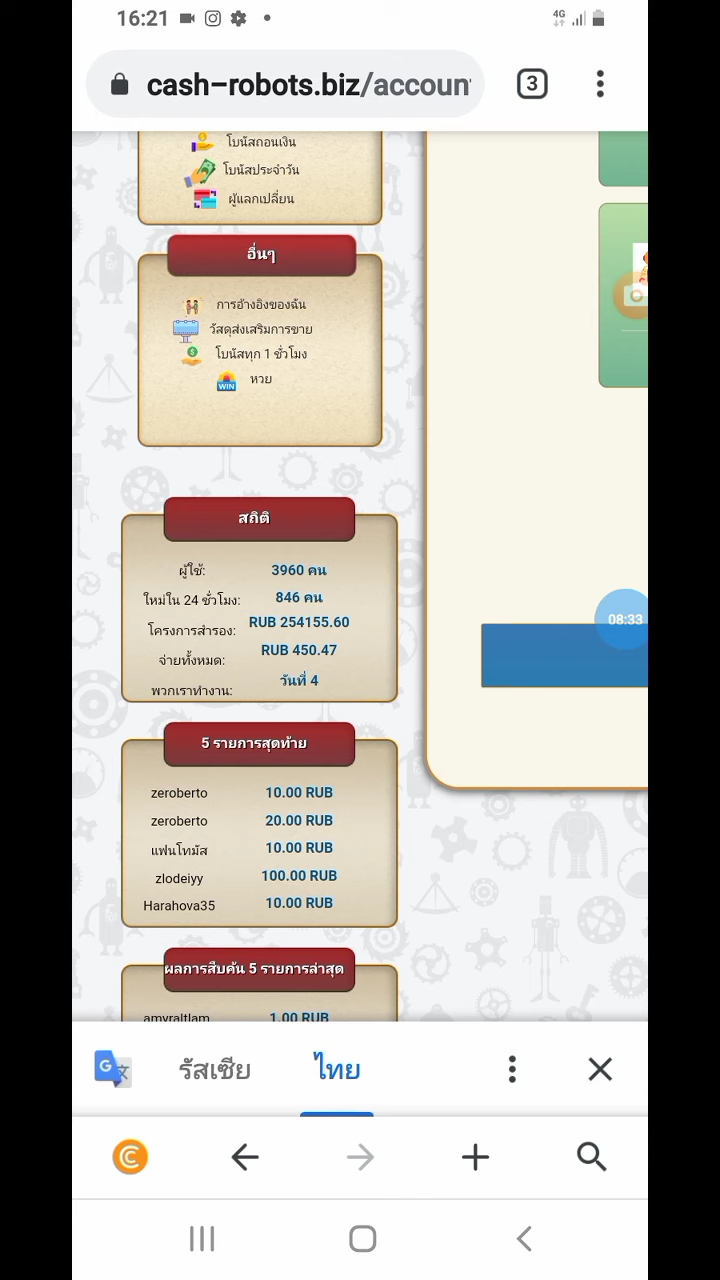 16:21
4G
cash-robots.biz/accoun
3
โบนัสถอนเงิน
โบนัสประจำวัน
ผู้แลกเปลี่ยน
อื่นๆ
การอ้างอิงของฉัน
วัสดุส่งเสริมการขาย
โบนัสทุก 1 ชั่วโมง
WIN หวย
สถิติ
ผู้ใช้: 3960 คน
ใหม่ใน 24 ชั่วโมง: 846 คน
โครงการสำรอง: RUB 254155.60
จ่ายทั้งหมด: RUB 450.47
พวกเราทำงาน: วันที่ 4
08:33
5 รายการสุดท้าย
zeroberto 10.00 RUB
zeroberto 20.00 RUB
แฟนโทมัส 10.00 RUB
zlodeiyy 100.00 RUB
Harahova35 10.00 RUB
ผลการสืบค้น 5 รายการล่าสุด
amyraltlam 1.00 RUB
G รัสเซีย ไทย